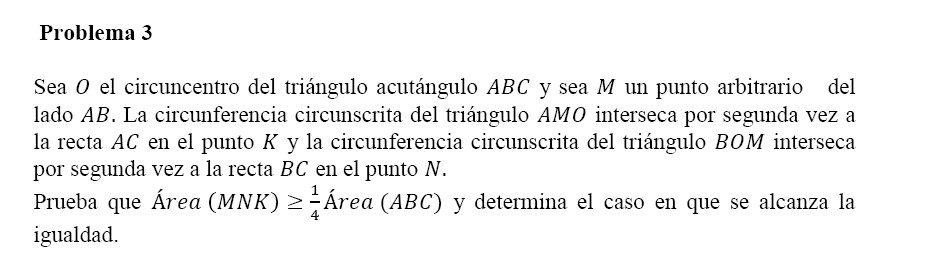 Problema 3
Sea O el circuncentro del triángulo acutángulo ABC y sea M un punto arbitrario del
lado AB. La circunferencia circunscrita del triángulo AMO interseca por segunda vez a
la recta AC en el punto K y la circunferencia circunscrita del triángulo BOM interseca
por segunda vez a la recta BC en el punto N.
Prueba que Área (MNK) ≥ 1/4 Área (ABC) y determina el caso en que se alcanza la
igualdad.